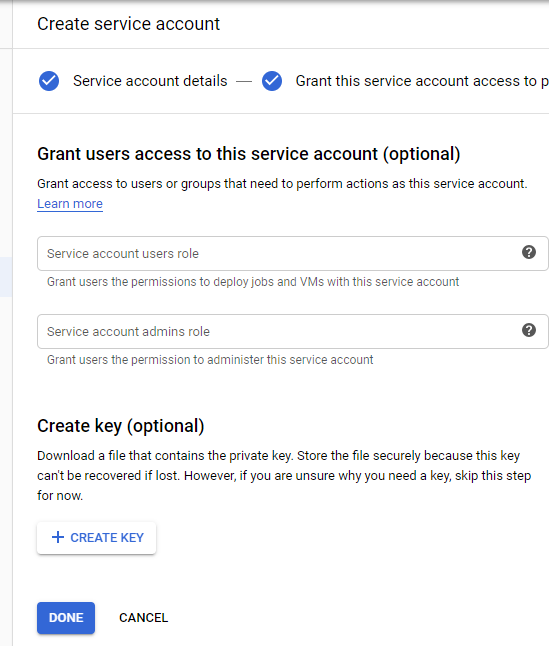 Create service account
Service account details
Grant this service account access to p
Grant users access to this service account (optional)
Grant access to users or groups that need to perform actions as this service account.
Learn more
Service account users role
Grant users the permissions to deploy jobs and VMs with this service account
Service account admins role
Grant users the permission to administer this service account
Create key (optional)
Download a file that contains the private key. Store the file securely because this key
can't be recovered if lost. However, if you are unsure why you need a key, skip this step
for now.
+ CREATE KEY
DONE CANCEL